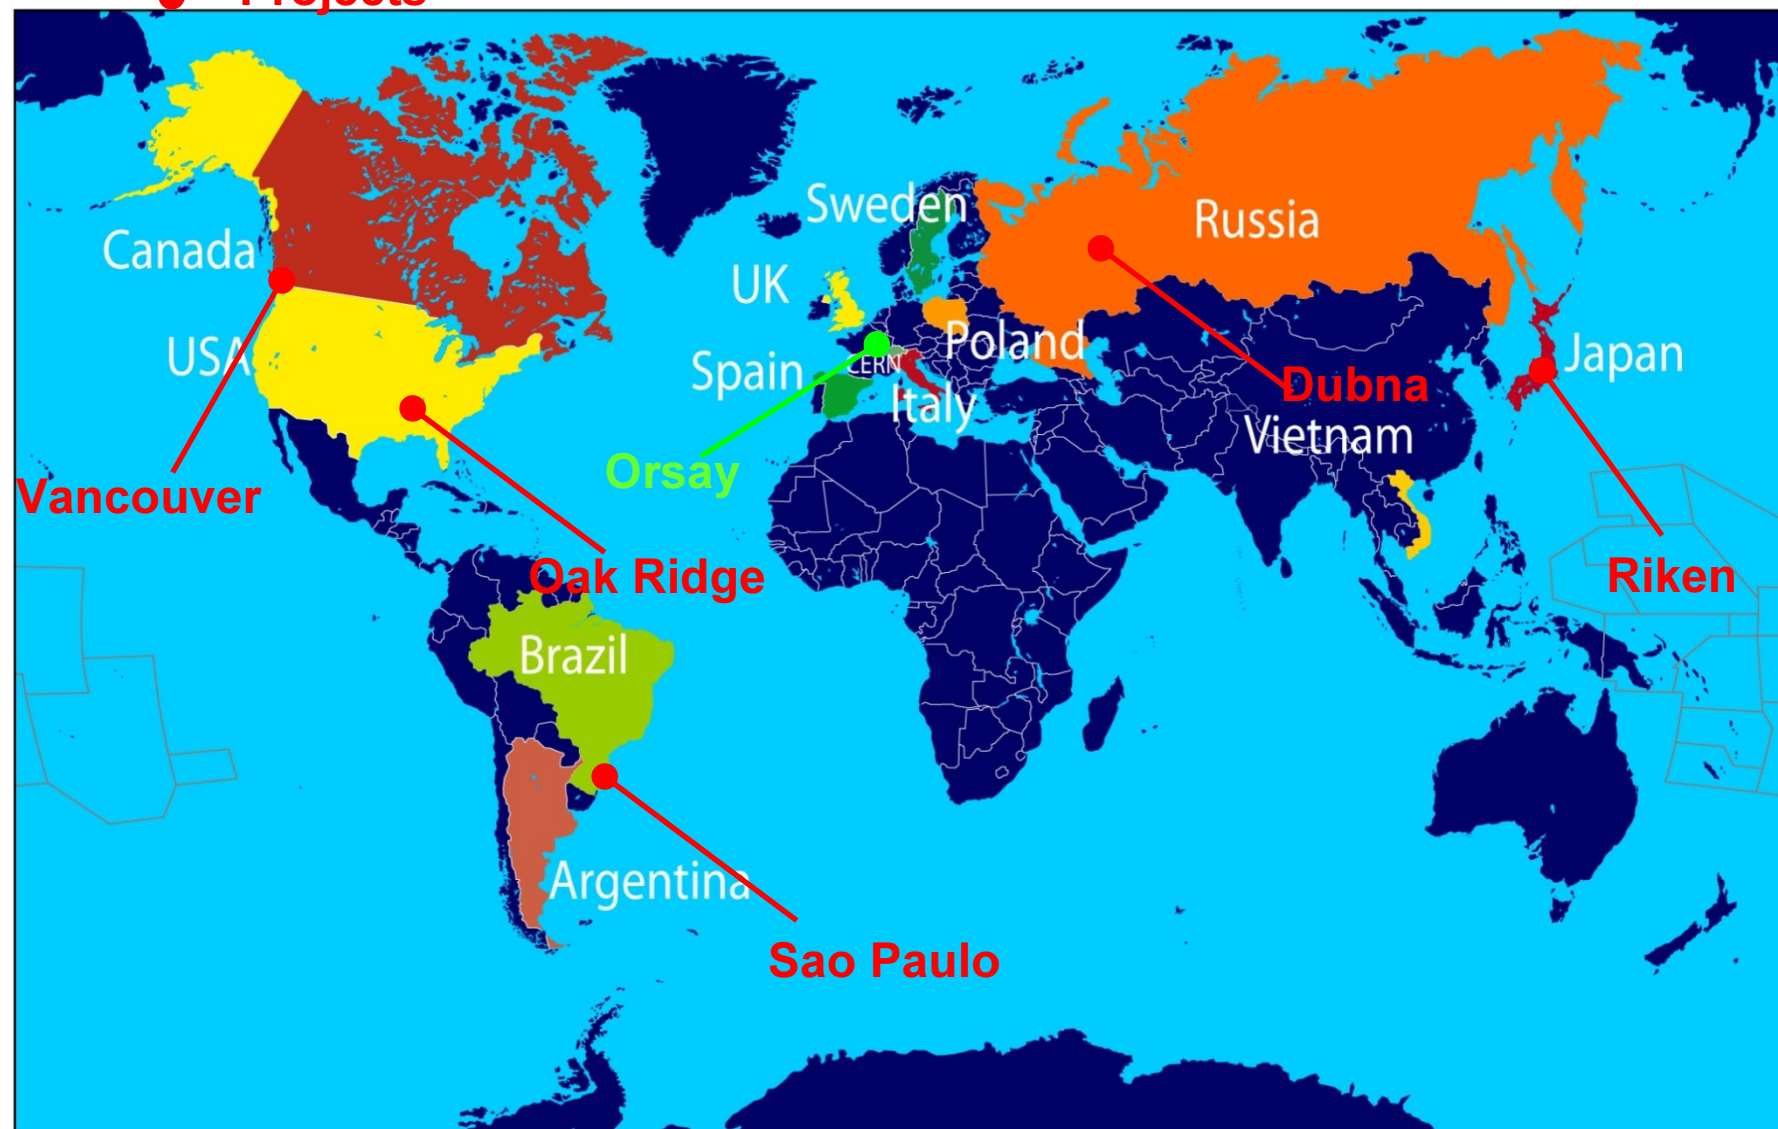 Projects
Sweden
Russia
Canada
UK
Poland
USA
Japan
CERN
Spain
Dubna
Italy
Vietnam
Orsay
Vancouver
Oak Ridge
Riken
Brazil
Argentina
Sao Paulo